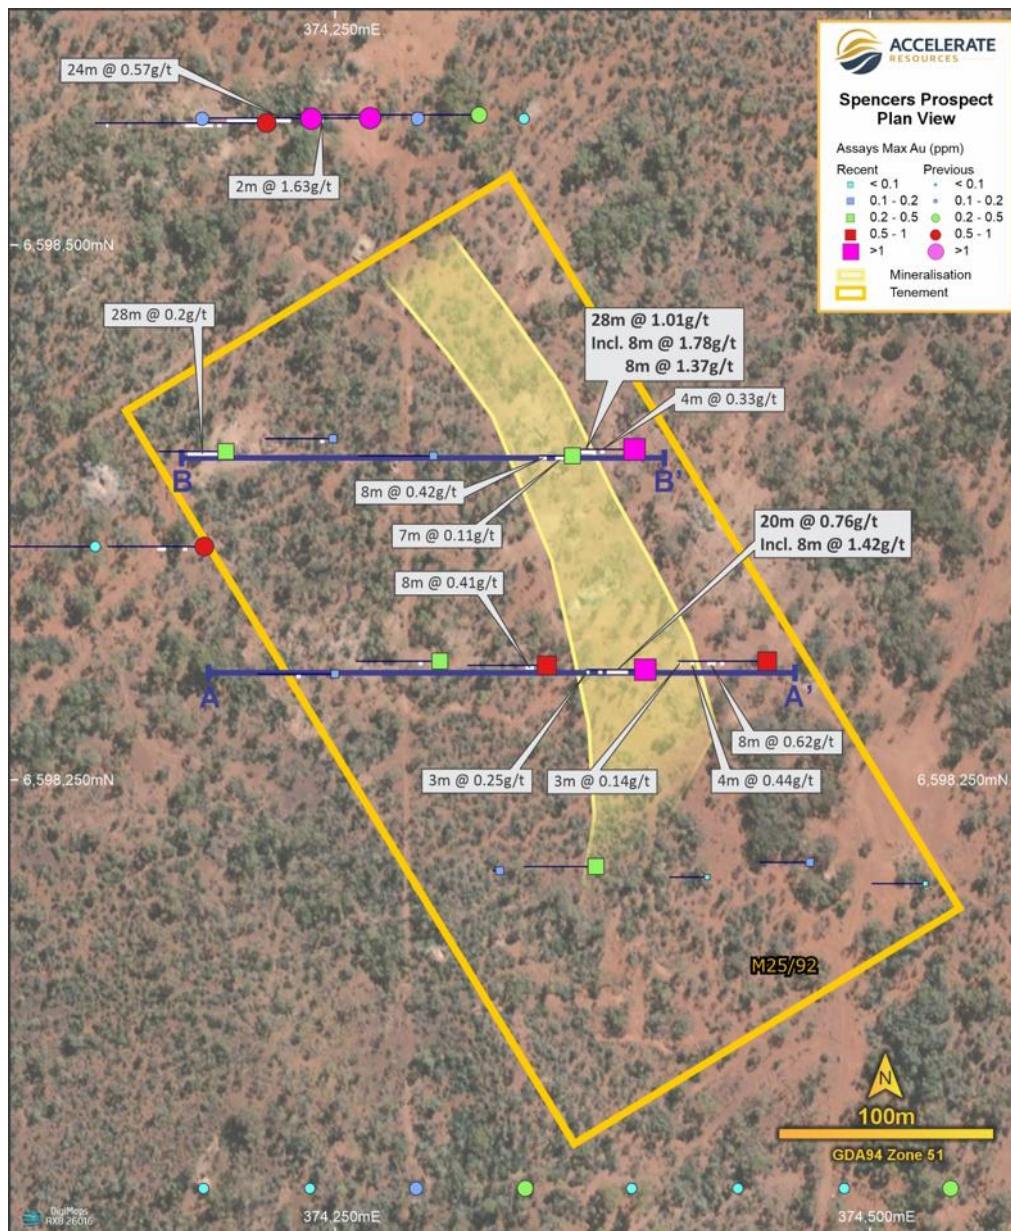 374,250mE
ACCELERATE
RESOURCES
Spencers Prospect
Plan View
Assays Max Au (ppm)
Recent Previous
< 0.1 < 0.1
0.1 - 0.2 0.1 - 0.2
0.2 - 0.5 0.2 - 0.5
0.5 - 1 0.5 - 1
>1 >1
Mineralisation
Tenement
24m @ 0.57g/t
2m @ 1.63g/t
6,598,500mN
28m @ 0.2g/t
28m @ 1.01g/t
Incl. 8m @ 1.78g/t
8m @ 1.37g/t
4m @ 0.33g/t
B B'
8m @ 0.42g/t
7m @ 0.11g/t
20m @ 0.76g/t
Incl. 8m @ 1.42g/t
8m @ 0.41g/t
A A'
8m @ 0.62g/t
3m @ 0.25g/t 3m @ 0.14g/t 4m @ 0.44g/t
6,598,250mN 6,598,250mN
M25/92
N
100m
GDA94 Zone 51
DigiMaps
RXB 26016
374,250mE 374,500mE